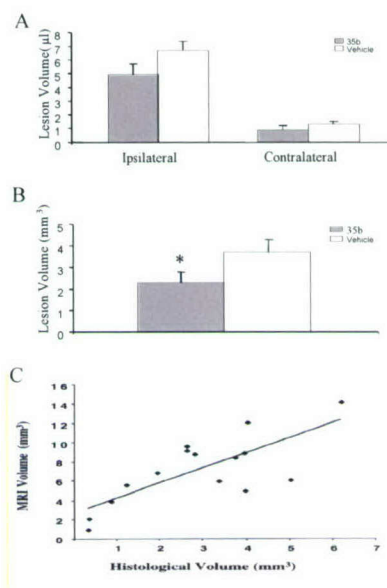 A
Lesion Volume(µl)
8
7
6
5
4
3
2
1
0
35b
Vehicle
Ipsilateral
Contralateral
B
Lesion Volume (mm³)
5
4
3
2
1
0
*
35b
Vehicle
C
MRI Volume (mm³)
16
14
12
10
8
6
4
2
0
1
2
3
4
5
6
7
Histological Volume (mm³)